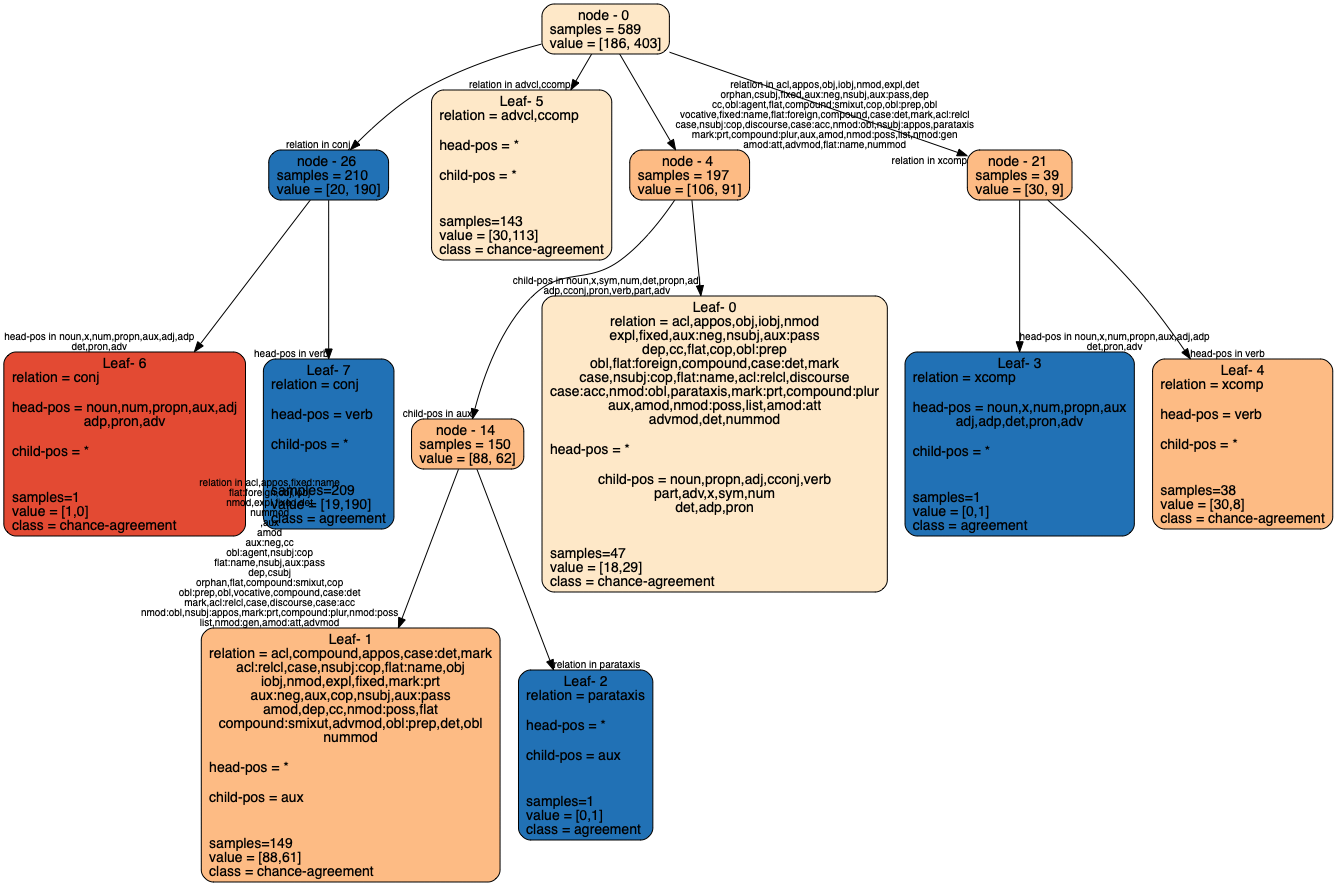 node - 0
samples = 589
value = [186, 403]
relation in advcl,ccomp
relation in acl,appos,obj,iobj,nmod,expl,det
orphan,csubj,fixed,aux:neg,nsubj,aux:pass,dep
cc,obl:agent,flat,compound:smixut,cop,obl:prep,obl
vocative,fixed:name,flat:foreign,compound,case:det,mark,acl:relcl
case,nsubj:cop,discourse,case:acc,nmod:obl,nsubj:appos,parataxis
mark:prt,compound:plur,aux,amod,nmod:poss,list,nmod:gen
amod:att,advmod,flat:name,nummod
relation in conj
relation in xcomp
node - 26
samples = 210
value = [20, 190]
Leaf- 5
relation = advcl,ccomp
head-pos = *
child-pos = *
samples=143
value = [30,113]
class = chance-agreement
node - 4
samples = 197
value = [106, 91]
node - 21
samples = 39
value = [30, 9]
head-pos in noun,x,num,propn,aux,adj,adp
det,pron,adv
head-pos in verb
child-pos in noun,x,sym,num,det,propn,ad
adp,cconj,pron,verb,part,adv
child-pos in aux
head-pos in noun,x,num,propn,aux,adj,adp
det,pron,adv
head-pos in verb
Leaf- 6
relation = conj
head-pos = noun,num,propn,aux,adj
adp,pron,adv
child-pos = *
samples=1
value = [1,0]
class = chance-agreement
Leaf- 7
relation = conj
head-pos = verb
child-pos = *
samples=209
value = [19,190]
class = agreement
node - 14
samples = 150
value = [88, 62]
Leaf- 0
relation = acl,appos,obj,iobj,nmod
expl,fixed,aux:neg,nsubj,aux:pass
dep,cc,flat,cop,obl:prep
obl,flat:foreign,compound,case:det,mark
case,nsubj:cop,flat:name,acl:relcl,discourse
case:acc,nmod:obl,parataxis,mark:prt,compound:plur
aux,amod,nmod:poss,list,amod:att
advmod,det,nummod
head-pos = *
child-pos = noun,propn,adj,cconj,verb
part,adv,x,sym,num
det,adp,pron
samples=47
value = [18,29]
class = chance-agreement
Leaf- 3
relation = xcomp
head-pos = noun,x,num,propn,aux
adj,adp,det,pron,adv
child-pos = *
samples=1
value = [0,1]
class = agreement
Leaf- 4
relation = xcomp
head-pos = verb
child-pos = *
samples=38
value = [30,8]
class = chance-agreement
relation in acl,appos,fixed:name
flat:foreign,obj,iobj
nmod,expl,fixed,det
nummod
,aux
amod
aux:neg,cc
obl:agent,nsubj:cop
flat:name,nsubj,aux:pass
dep,csubj
orphan,flat,compound:smixut,cop
obl:prep,obl,vocative,compound,case:det
mark,acl:relcl,case,discourse,case:acc
nmod:obl,nsubj:appos,mark:prt,compound:plur,nmod:poss
list,nmod:gen,amod:att,advmod
relation in parataxis
Leaf- 1
relation = acl,compound,appos,case:det,mark
acl:relcl,case,nsubj:cop,flat:name,obj
iobj,nmod,expl,fixed,mark:prt
aux:neg,aux,cop,nsubj,aux:pass
amod,dep,cc,nmod:poss,flat
compound:smixut,advmod,obl:prep,det,obl
nummod
head-pos = *
child-pos = aux
samples=149
value = [88,61]
class = chance-agreement
Leaf- 2
relation = parataxis
head-pos = *
child-pos = aux
samples=1
value = [0,1]
class = agreement